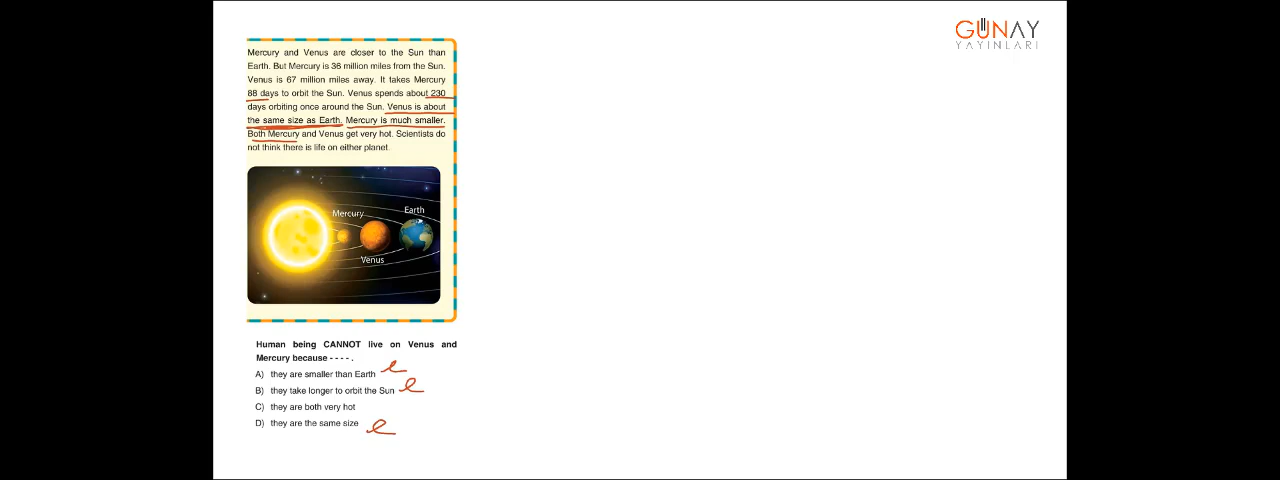 GÜNAY
YAYINLARI
Mercury and Venus are closer to the Sun than
Earth. But Mercury is 36 million miles from the Sun.
Venus is 67 million miles away. It takes Mercury
88 days to orbit the Sun. Venus spends about 230
days orbiting once around the Sun. Venus is about
the same size as Earth. Mercury is much smaller.
Both Mercury and Venus get very hot. Scientists do
not think there is life on either planet.
Mercury
Earth
Venus
Human being CANNOT live on Venus and
Mercury because - - - - .
A) they are smaller than Earth
B) they take longer to orbit the Sun
C) they are both very hot
D) they are the same size